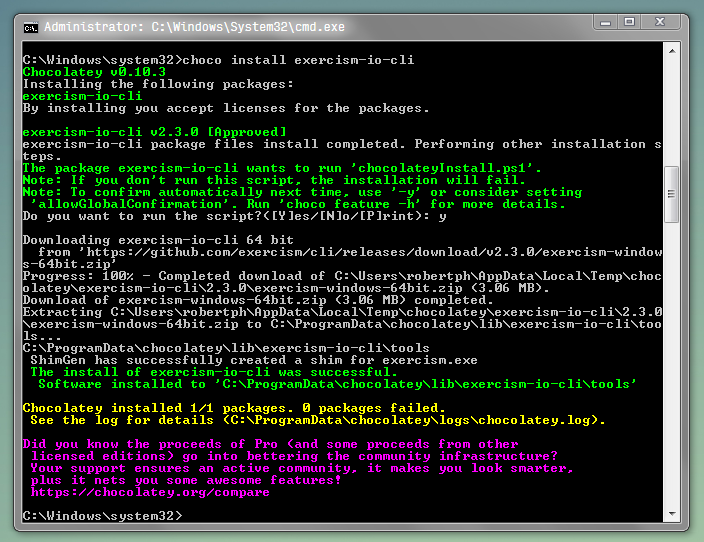 Administrator: C:\Windows\System32\cmd.exe
C:\Windows\system32>choco install exercism-io-cli
Chocolatey v0.10.3
Installing the following packages:
exercism-io-cli
By installing you accept licenses for the packages.
exercism-io-cli v2.3.0 [Approved]
exercism-io-cli package files install completed. Performing other installation s
teps.
The package exercism-io-cli wants to run 'chocolateyInstall.ps1'.
Note: If you don't run this script, the installation will fail.
Note: To confirm automatically next time, use '-y' or consider setting
 'allowGlobalConfirmation'. Run 'choco feature -h' for more details.
Do you want to run the script?([Y]es/[N]o/[P]rint): y
Downloading exercism-io-cli 64 bit
  from 'https://github.com/exercism/cli/releases/download/v2.3.0/exercism-window
s-64bit.zip'
Progress: 100% - Completed download of C:\Users\robertph\AppData\Local\Temp\choc
olatey\exercism-io-cli\2.3.0\exercism-windows-64bit.zip (3.06 MB).
Download of exercism-windows-64bit.zip (3.06 MB) completed.
Extracting C:\Users\robertph\AppData\Local\Temp\chocolatey\exercism-io-cli\2.3.0
\exercism-windows-64bit.zip to C:\ProgramData\chocolatey\lib\exercism-io-cli\too
ls...
C:\ProgramData\chocolatey\lib\exercism-io-cli\tools
 ShimGen has successfully created a shim for exercism.exe
 The install of exercism-io-cli was successful.
  Software installed to 'C:\ProgramData\chocolatey\lib\exercism-io-cli\tools'
Chocolatey installed 1/1 packages. 0 packages failed.
 See the log for details (C:\ProgramData\chocolatey\logs\chocolatey.log).
Did you know the proceeds of Pro (and some proceeds from other
 licensed editions) go into bettering the community infrastructure?
 Your support ensures an active community, it makes you look smarter,
 plus it nets you some awesome features!
 https://chocolatey.org/compare
C:\Windows\system32>